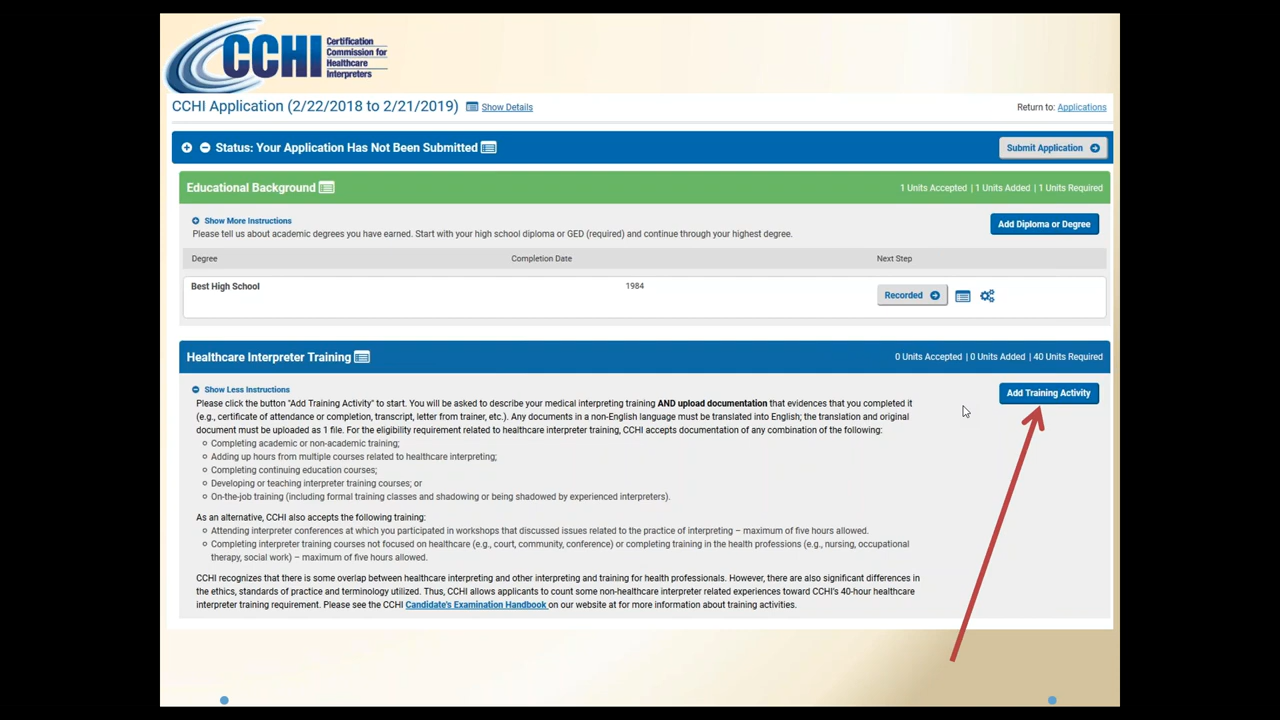 CCHI
Certification
Commission for
Healthcare
Interpreters
CCHI Application (2/22/2018 to 2/21/2019) Show Details Return to: Applications
Status: Your Application Has Not Been Submitted Submit Application
Educational Background 1 Units Accepted | 1 Units Added | 1 Units Required
Show More Instructions
Please tell us about academic degrees you have earned. Start with your high school diploma or GED (required) and continue through your highest degree.
Add Diploma or Degree
Degree Completion Date Next Step
Best High School 1984
Recorded
Healthcare Interpreter Training 0 Units Accepted | 0 Units Added | 40 Units Required
Show Less Instructions
Add Training Activity
Please click the button "Add Training Activity" to start. You will be asked to describe your medical interpreting training AND upload documentation that evidences that you completed it
(e.g., certificate of attendance or completion, transcript, letter from trainer, etc.). Any documents in a non-English language must be translated into English; the translation and original
document must be uploaded as 1 file. For the eligibility requirement related to healthcare interpreter training, CCHI accepts documentation of any combination of the following:
Completing academic or non-academic training;
Adding up hours from multiple courses related to healthcare interpreting;
Completing continuing education courses;
Developing or teaching interpreter training courses; or
On-the-job training (including formal training classes and shadowing or being shadowed by experienced interpreters).
As an alternative, CCHI also accepts the following training:
Attending interpreter conferences at which you participated in workshops that discussed issues related to the practice of interpreting – maximum of five hours allowed.
Completing interpreter training courses not focused on healthcare (e.g., court, community, conference) or completing training in the health professions (e.g., nursing, occupational
therapy, social work) – maximum of five hours allowed.
CCHI recognizes that there is some overlap between healthcare interpreting and other interpreting and training for health professionals. However, there are also significant differences in
the ethics, standards of practice and terminology utilized. Thus, CCHI allows applicants to count some non-healthcare interpreter related experiences toward CCHI's 40-hour healthcare
interpreter training requirement. Please see the CCHI Candidate's Examination Handbook on our website at for more information about training activities.